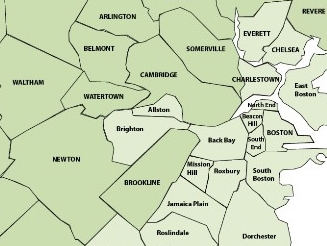 REVERE
ARLINGTON
EVERETT
BELMONT
SOMERVILLE
CHELSEA
WALTHAM
CAMBRIDGE
CHARLESTOWN
East
Boston
WATERTOWN
North End
Allston
Beacon
Hill
Brighton
BOSTON
Back Bay
South
End
NEWTON
Mission
Hill
Roxbury
South
Boston
BROOKLINE
Jamaica Plain
Roslindale
Dorchester